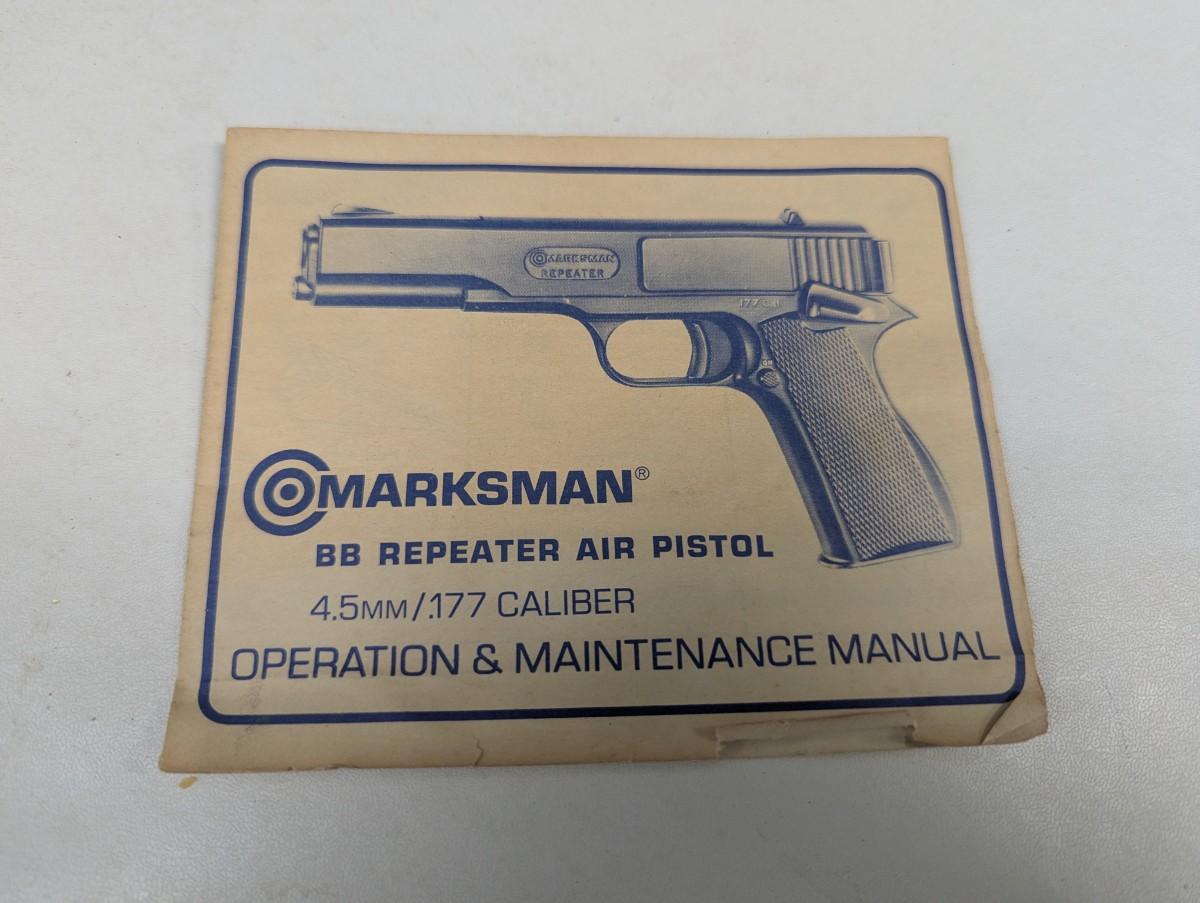 MARKSMAN
REPEATER
.177 CAL
MARKSMAN®
BB REPEATER AIR PISTOL
4.5MM/.177 CALIBER
OPERATION & MAINTENANCE MANUAL